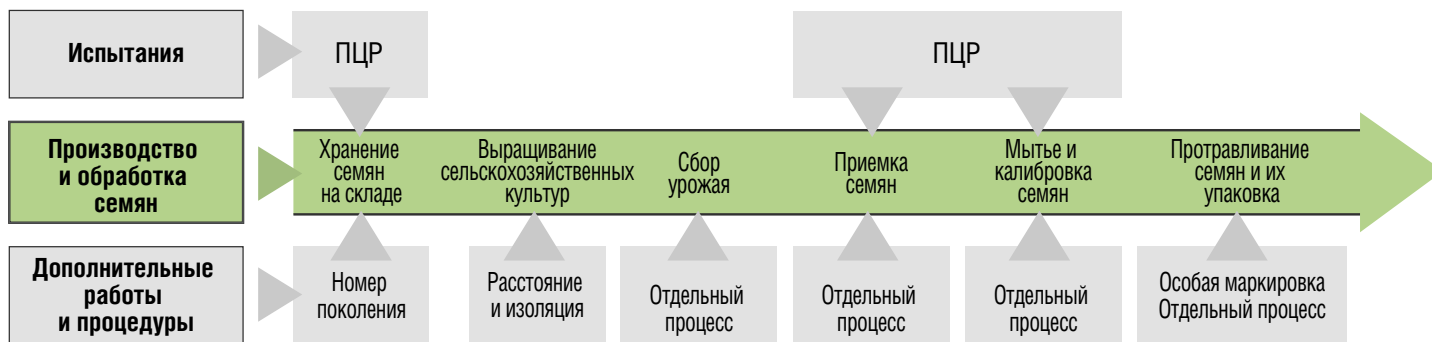 Испытания
ПЦР
ПЦР
Производство
и обработка
семян
Хранение
семян
на складе
Выращивание
сельскохозяйственных
культур
Сбор
урожая
Приемка
семян
Мытье и
калибровка
семян
Протравливание
семян и их
упаковка
Дополнительные
работы
и процедуры
Номер
поколения
Расстояние
и изоляция
Отдельный
процесс
Отдельный
процесс
Отдельный
процесс
Особая маркировка
Отдельный процесс